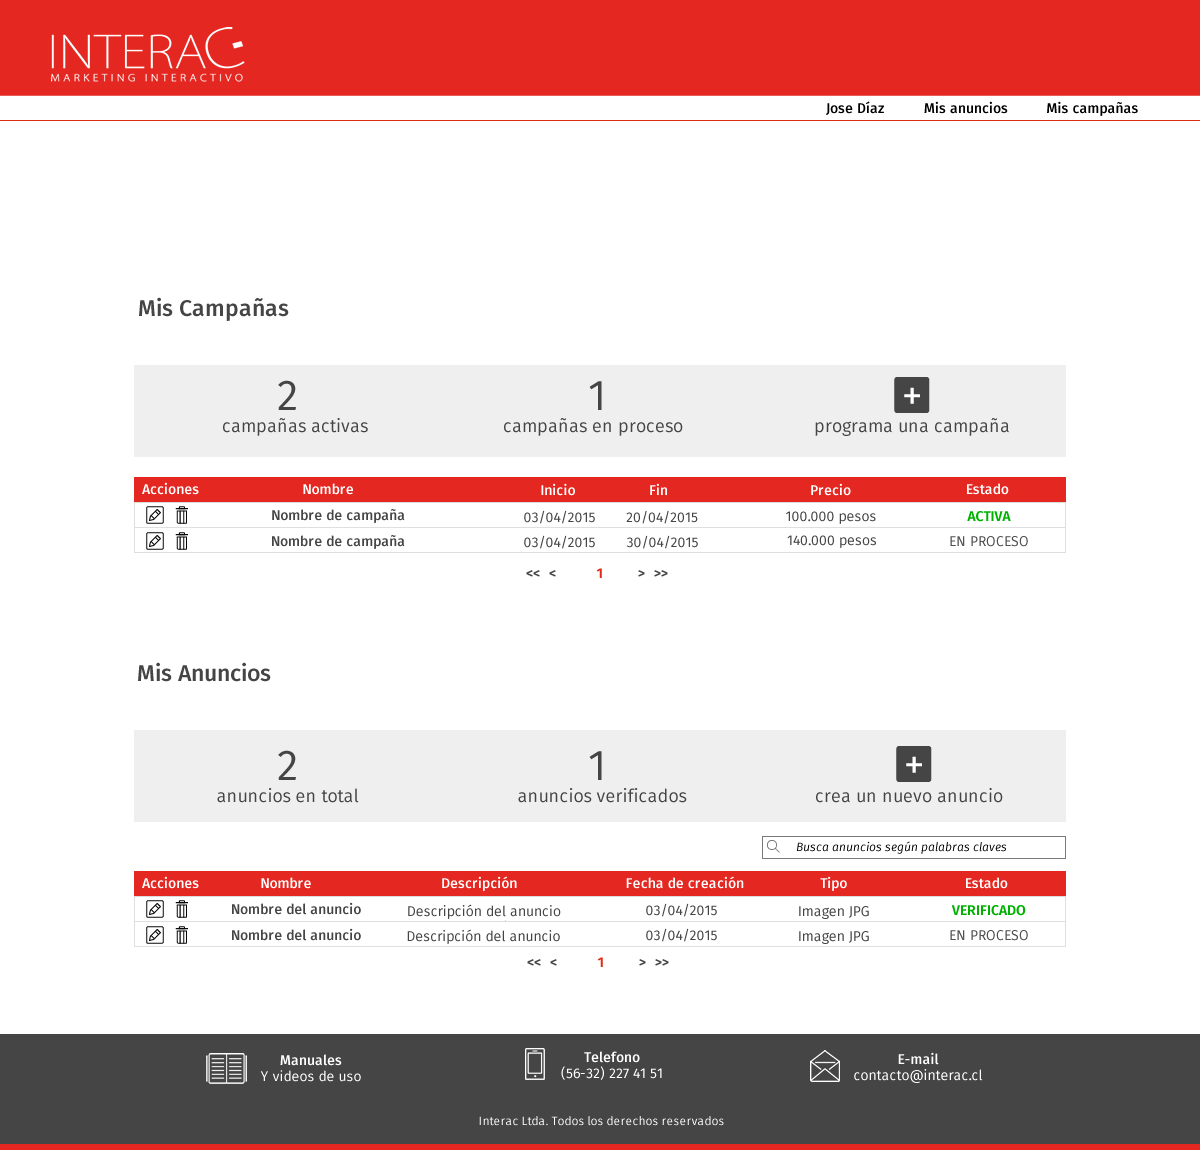 INTERAC
MARKETING INTERACTIVO
Jose Díaz Mis anuncios Mis campañas
Mis Campañas
2 1 +
campañas activas campañas en proceso programa una campaña
Acciones Nombre Inicio Fin Precio Estado
Nombre de campaña 03/04/2015 20/04/2015 100.000 pesos ACTIVA
Nombre de campaña 03/04/2015 30/04/2015 140.000 pesos EN PROCESO
<< < 1 > >>
Mis Anuncios
2 1 +
anuncios en total anuncios verificados crea un nuevo anuncio
Busca anuncios según palabras claves
Acciones Nombre Descripción Fecha de creación Tipo Estado
Nombre del anuncio Descripción del anuncio 03/04/2015 Imagen JPG VERIFICADO
Nombre del anuncio Descripción del anuncio 03/04/2015 Imagen JPG EN PROCESO
<< < 1 > >>
Manuales Telefono E-mail
Y videos de uso (56-32) 227 41 51 contacto@interac.cl
Interac Ltda. Todos los derechos reservados